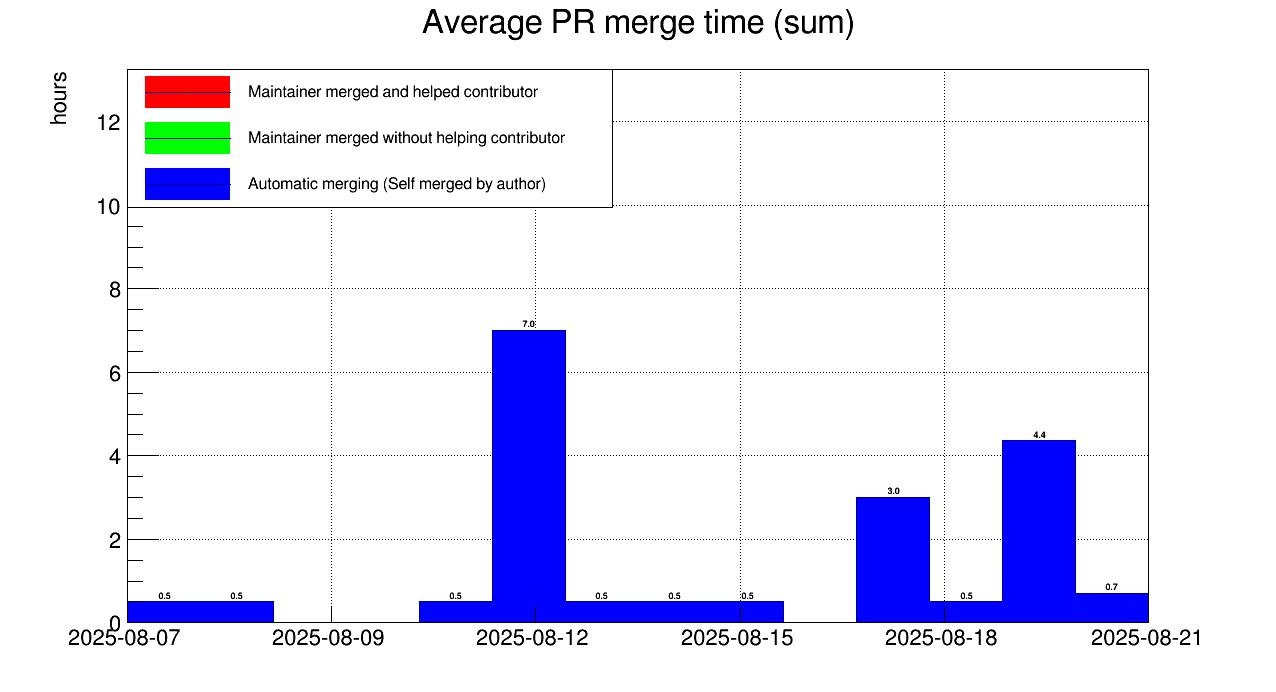 Average PR merge time (sum)
hours
Maintainer merged and helped contributor
Maintainer merged without helping contributor
Automatic merging (Self merged by author)
12
10
8
6
4
2
0
0.5 0.5 0.5 7.0 0.5 0.5 0.5 3.0 0.5 4.4 0.7
2025-08-07 2025-08-09 2025-08-12 2025-08-15 2025-08-18 2025-08-21